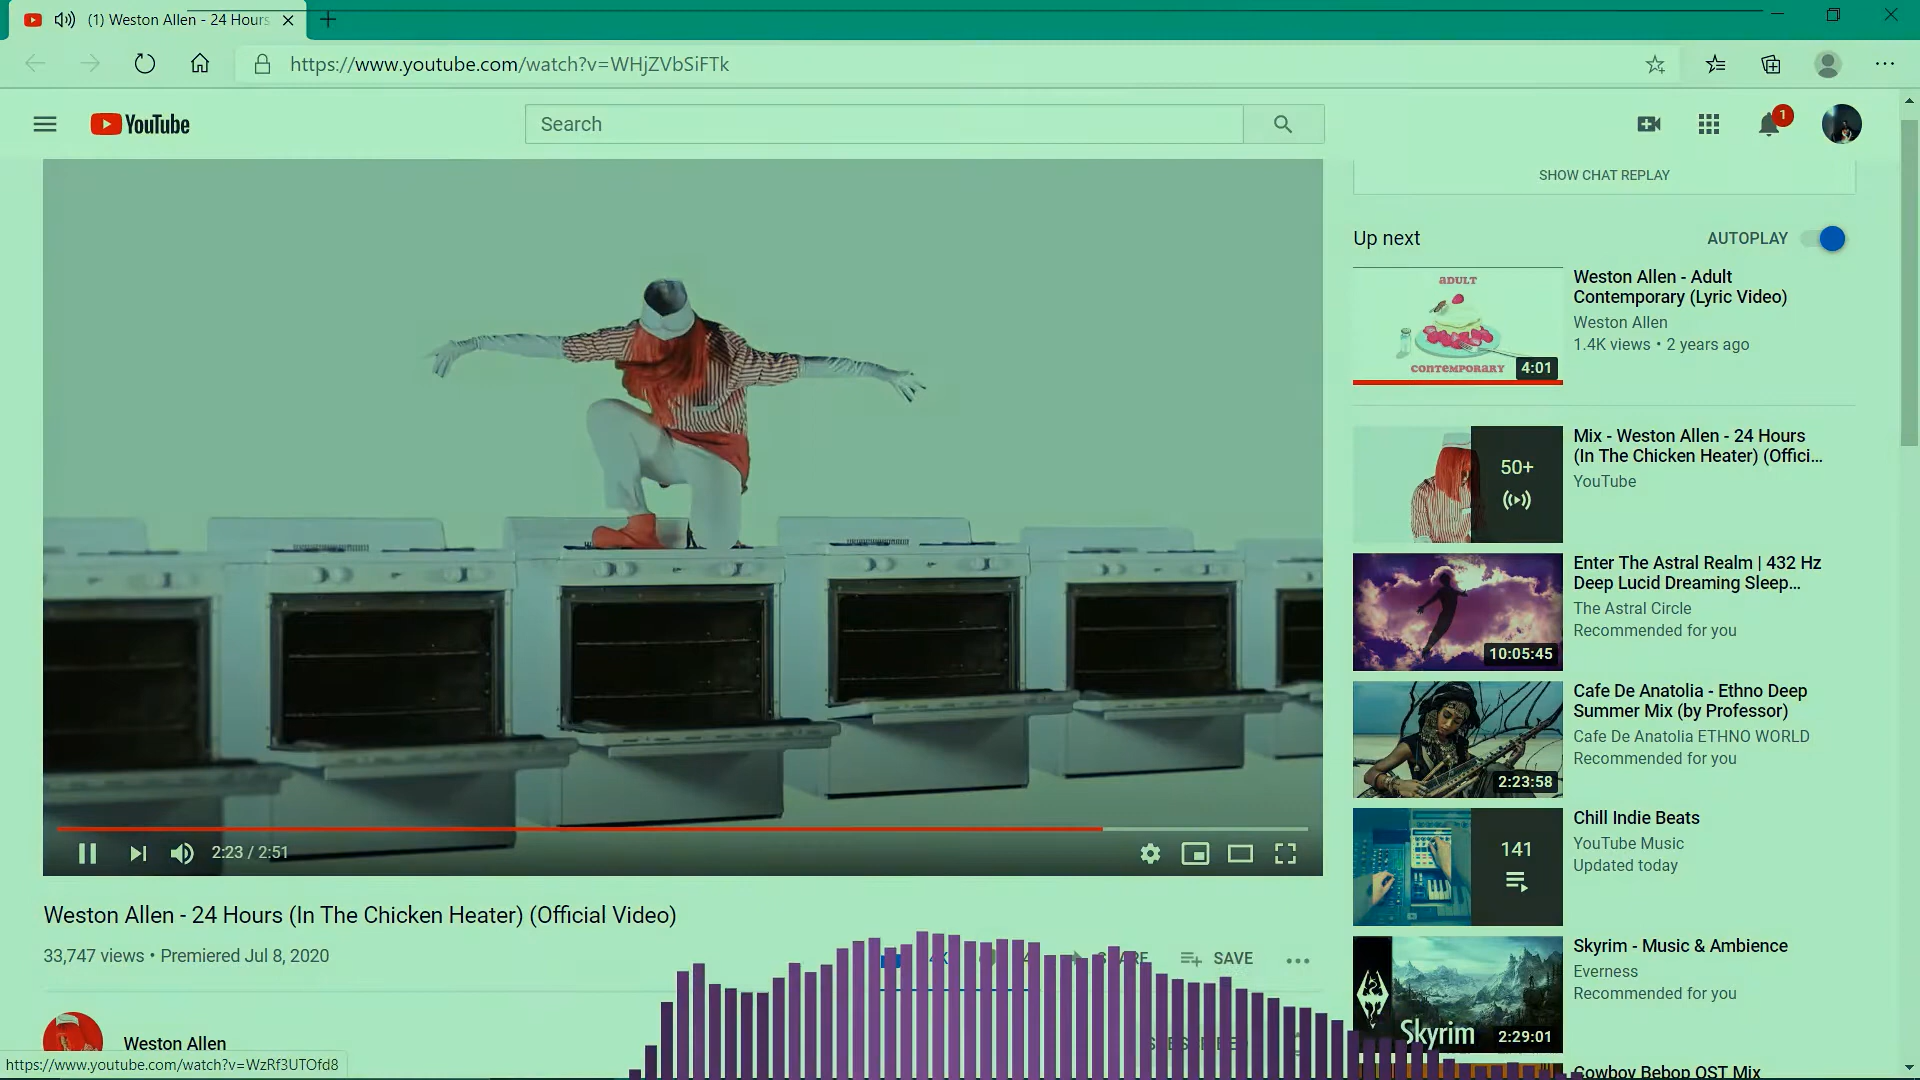 (1) Weston Allen - 24 Hours
https://www.youtube.com/watch?v=WHjZVbSiFTk
YouTube
Search
1
SHOW CHAT REPLAY
Up next
AUTOPLAY
ADULT
CONTEMPORARY
4:01
Weston Allen - Adult
Contemporary (Lyric Video)
Weston Allen
1.4K views • 2 years ago
50+
Mix - Weston Allen - 24 Hours
(In The Chicken Heater) (Offici...
YouTube
10:05:45
Enter The Astral Realm | 432 Hz
Deep Lucid Dreaming Sleep...
The Astral Circle
Recommended for you
2:23:58
Cafe De Anatolia - Ethno Deep
Summer Mix (by Professor)
Cafe De Anatolia ETHNO WORLD
Recommended for you
141
Chill Indie Beats
YouTube Music
Updated today
Skyrim
2:29:01
Skyrim - Music & Ambience
Everness
Recommended for you
Cowboy Bebop OST Mix
2:23 / 2:51
Weston Allen - 24 Hours (In The Chicken Heater) (Official Video)
33,747 views • Premiered Jul 8, 2020
SHARE
SAVE
Weston Allen
SUBSCRIBED
https://www.youtube.com/watch?v=WzRf3UTOfd8